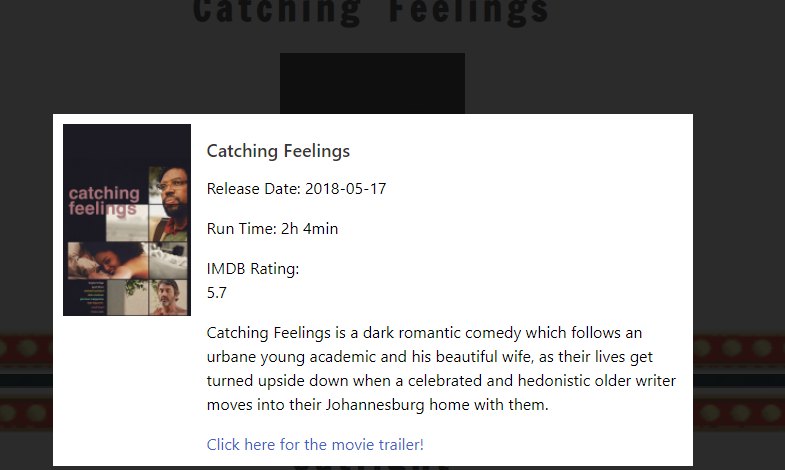 Catching Feelings
catching
feelings
Catching Feelings
Release Date: 2018-05-17
Run Time: 2h 4min
IMDB Rating:
5.7
Catching Feelings is a dark romantic comedy which follows an
urbane young academic and his beautiful wife, as their lives get
turned upside down when a celebrated and hedonistic older writer
moves into their Johannesburg home with them.
Click here for the movie trailer!